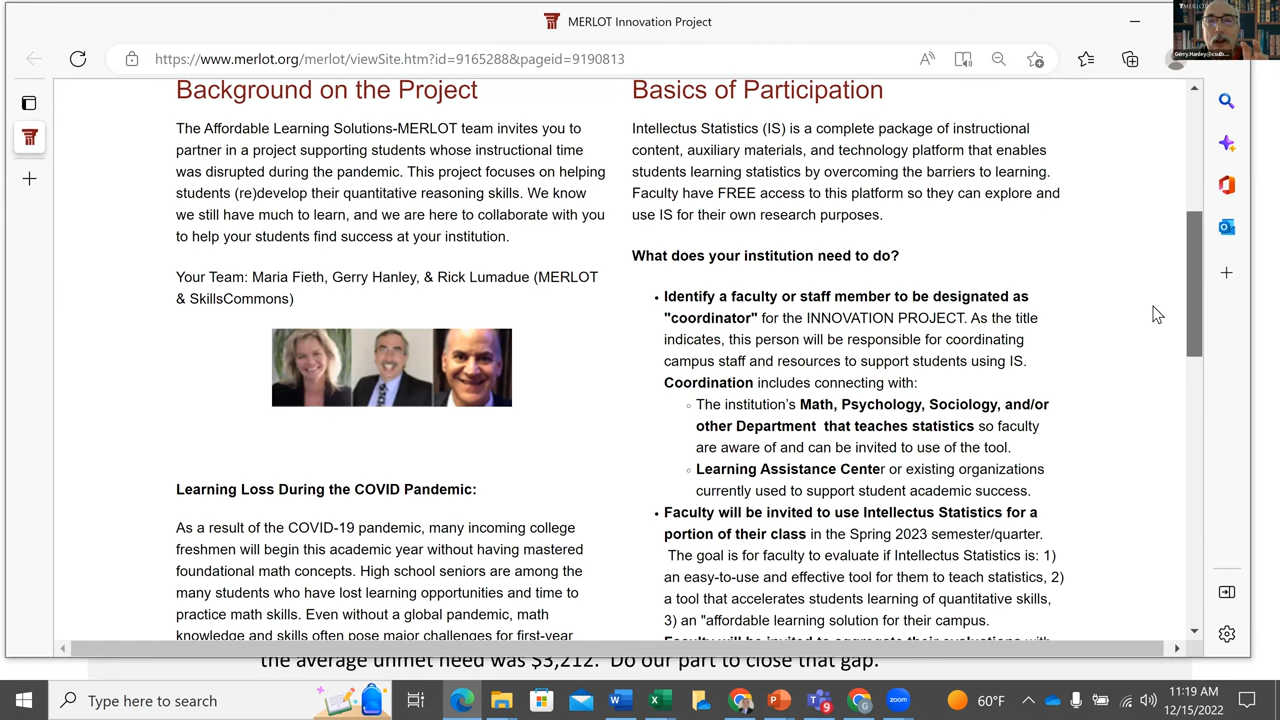 MERLOT Innovation Project
https://www.merlot.org/merlot/viewSite.htm?id=9165
&pageid=9190813
MERLOT
Gerry.Hanley@csulb
Background on the Project
The Affordable Learning Solutions-MERLOT team invites you to
partner in a project supporting students whose instructional time
was disrupted during the pandemic. This project focuses on helping
students (re)develop their quantitative reasoning skills. We know
we still have much to learn, and we are here to collaborate with you
to help your students find success at your institution.
Your Team: Maria Fieth, Gerry Hanley, & Rick Lumadue (MERLOT
& SkillsCommons)
Learning Loss During the COVID Pandemic:
As a result of the COVID-19 pandemic, many incoming college
freshmen will begin this academic year without having mastered
foundational math concepts. High school seniors are among the
many students who have lost learning opportunities and time to
practice math skills. Even without a global pandemic, math
knowledge and skills often pose major challenges for first-year
Basics of Participation
Intellectus Statistics (IS) is a complete package of instructional
content, auxiliary materials, and technology platform that enables
students learning statistics by overcoming the barriers to learning.
Faculty have FREE access to this platform so they can explore and
use IS for their own research purposes.
What does your institution need to do?
• Identify a faculty or staff member to be designated as
"coordinator" for the INNOVATION PROJECT. As the title
indicates, this person will be responsible for coordinating
campus staff and resources to support students using IS.
Coordination includes connecting with:
◦ The institution's Math, Psychology, Sociology, and/or
other Department that teaches statistics so faculty
are aware of and can be invited to use of the tool.
◦ Learning Assistance Center or existing organizations
currently used to support student academic success.
• Faculty will be invited to use Intellectus Statistics for a
portion of their class in the Spring 2023 semester/quarter.
The goal is for faculty to evaluate if Intellectus Statistics is: 1)
an easy-to-use and effective tool for them to teach statistics, 2)
a tool that accelerates students learning of quantitative skills,
3) an "affordable learning solution for their campus.
Faculty will be invited to aggregate their evaluations with
the average unmet need was $3,212. Do our part to close that gap.
Type here to search
zoom
60°F
11:19 AM
12/15/2022